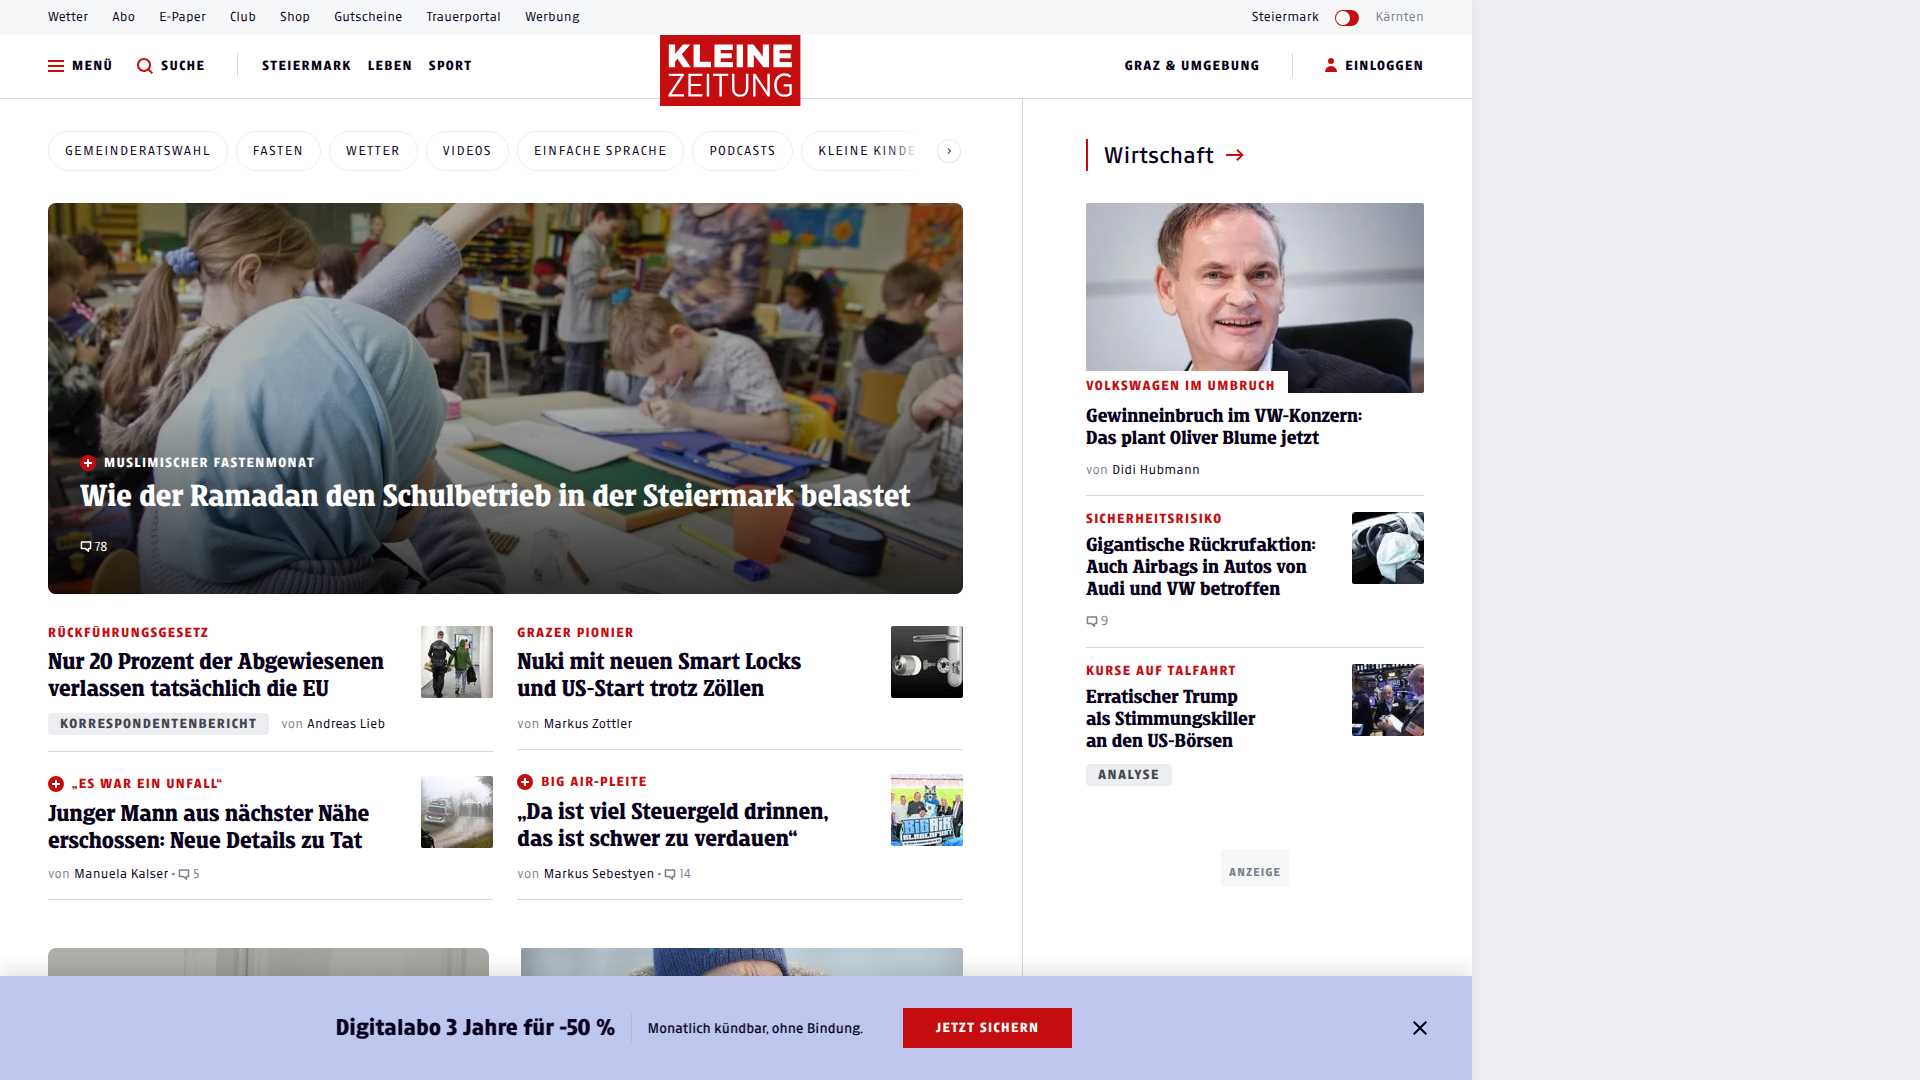 Wetter Abo E-Paper Club Shop Gutscheine Trauerportal Werbung Steiermark Kärnten
MENÜ SUCHE STEIERMARK LEBEN SPORT KLEINE ZEITUNG GRAZ & UMGEBUNG EINLOGGEN
GEMEINDERATSWAHL FASTEN WETTER VIDEOS EINFACHE SPRACHE PODCASTS KLEINE KINDE
MUSLIMISCHER FASTENMONAT
Wie der Ramadan den Schulbetrieb in der Steiermark belastet
78
RÜCKFÜHRUNGSGESETZ
Nur 20 Prozent der Abgewiesenen
verlassen tatsächlich die EU
KORRESPONDENTENBERICHT von Andreas Lieb
GRAZER PIONIER
Nuki mit neuen Smart Locks
und US-Start trotz Zöllen
von Markus Zottler
„ES WAR EIN UNFALL“
Junger Mann aus nächster Nähe
erschossen: Neue Details zu Tat
von Manuela Kalser • 5
BIG AIR-PLEITE
„Da ist viel Steuergeld drinnen,
das ist schwer zu verdauen“
von Markus Sebestyen • 14
BIG AIR
Wirtschaft
VOLKSWAGEN IM UMBRUCH
Gewinneinbruch im VW-Konzern:
Das plant Oliver Blume jetzt
von Didi Hubmann
SICHERHEITSRISIKO
Gigantische Rückrufaktion:
Auch Airbags in Autos von
Audi und VW betroffen
9
KURSE AUF TALFAHRT
Erratischer Trump
als Stimmungskiller
an den US-Börsen
ANALYSE
ANZEIGE
Digitalabo 3 Jahre für -50 % Monatlich kündbar, ohne Bindung. JETZT SICHERN